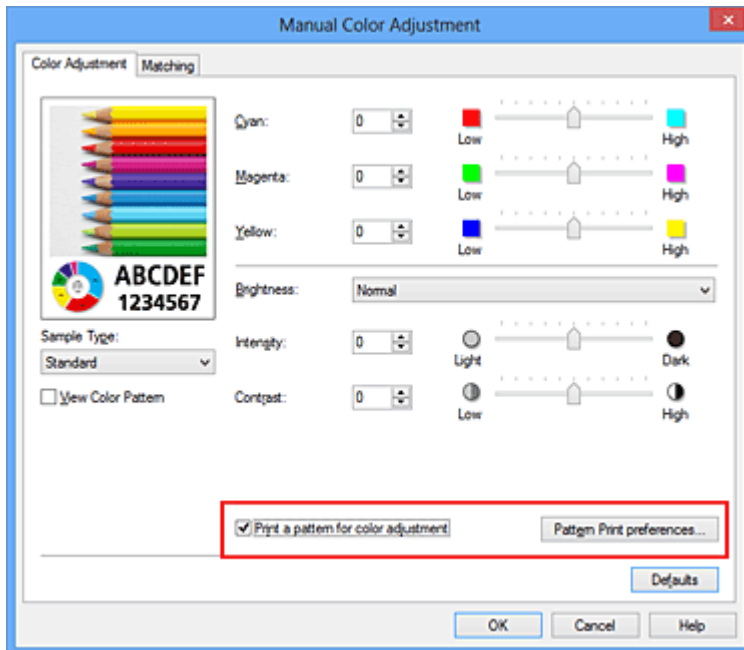 Manual Color Adjustment
Color Adjustment
Matching
Cyan:
0
Low
High
Magenta:
0
Low
High
Yellow:
0
Low
High
ABCDEF
1234567
Brightness:
Normal
Sample Type:
Standard
Intensity:
0
Light
Dark
View Color Pattern
Contrast:
0
Low
High
Print a pattern for color adjustment
Pattern Print preferences...
Defaults
OK
Cancel
Help